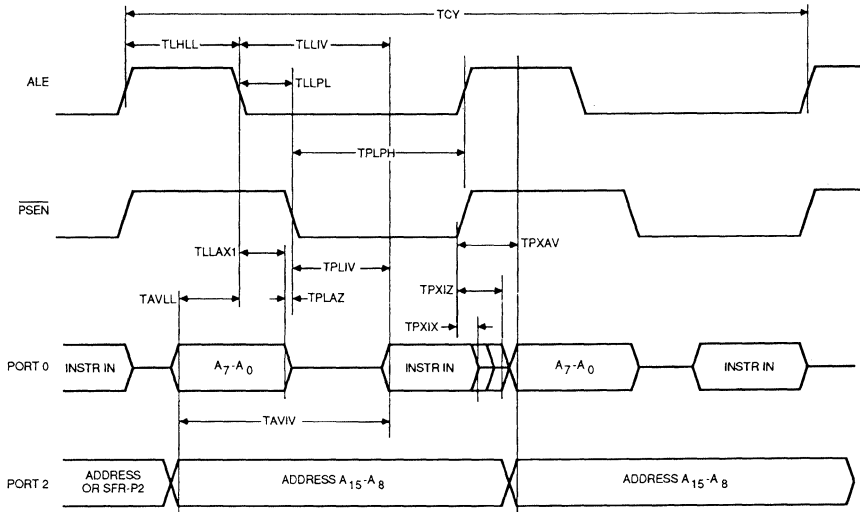 TCY
TLHLL
TLLIV
ALE
TLLPL
TPLPH
PSEN
TLLAX1
TPXAV
TPLIV
TAVLL
TPLAZ
TPXIZ
TPXIX
PORT 0
INSTR IN
A7-A0
INSTR IN
A7-A0
INSTR IN
TAVIV
PORT 2
ADDRESS
OR SFR-P2
ADDRESS A15-A8
ADDRESS A15-A8